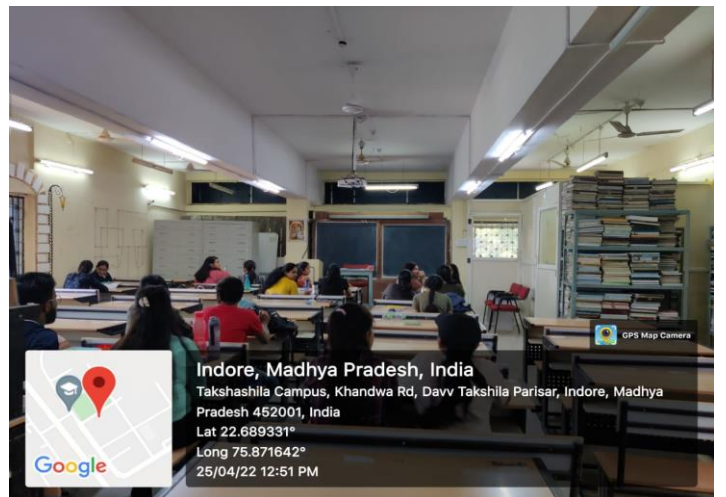 GPS Map Camera
Indore, Madhya Pradesh, India
Takshashila Campus, Khandwa Rd, Davv Takshila Parisar, Indore, Madhya
Pradesh 452001, India
Lat 22.689331°
Long 75.871642°
25/04/22 12:51 PM
Google